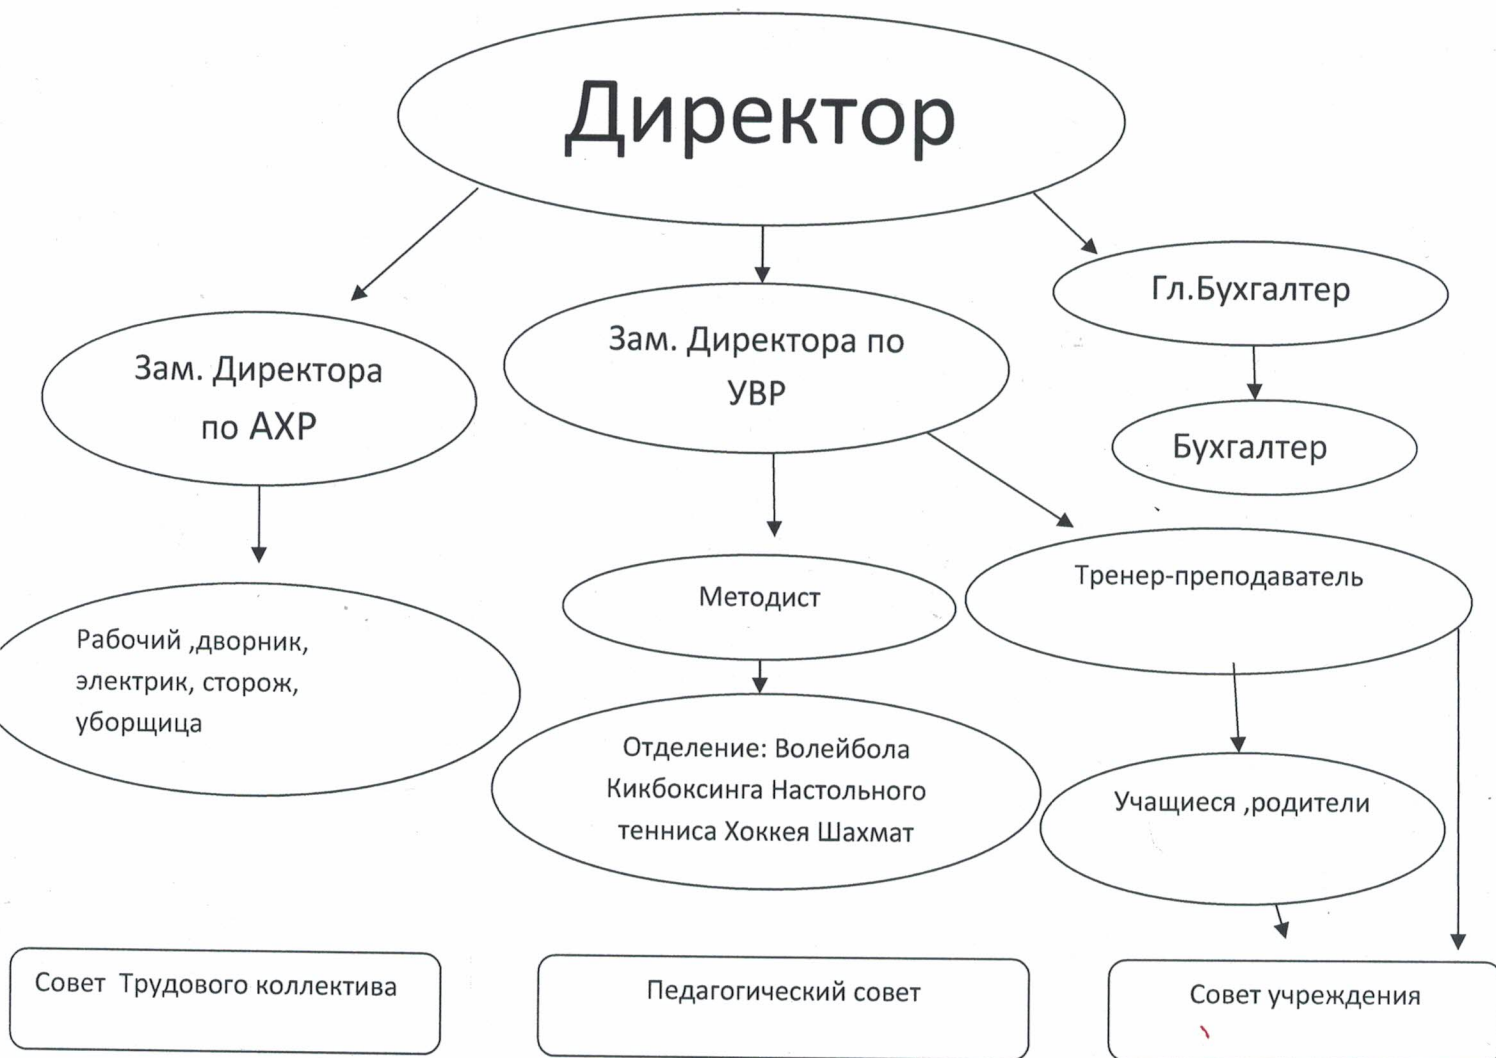 Директор
Гл.Бухгалтер
Зам. Директора по
УВР
Зам. Директора
по АХР
Бухгалтер
Тренер-преподаватель
Методист
Рабочий ,дворник,
электрик, сторож,
уборщица
Отделение: Волейбола
Кикбоксинга Настольного
тенниса Хоккея Шахмат
Учащиеся ,родители
Совет  Трудового коллектива
Педагогический совет
Совет учреждения